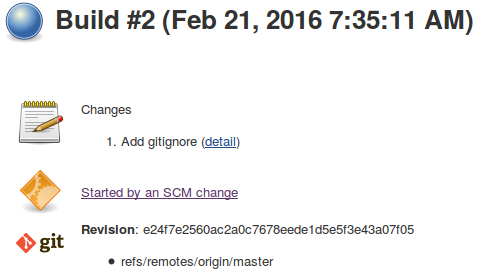 Build #2 (Feb 21, 2016 7:35:11 AM)
Changes
1. Add gitignore (detail)
Started by an SCM change
git
Revision: e24f7e2560ac2a0c7678eede1d5e5f3e43a07f05
• refs/remotes/origin/master